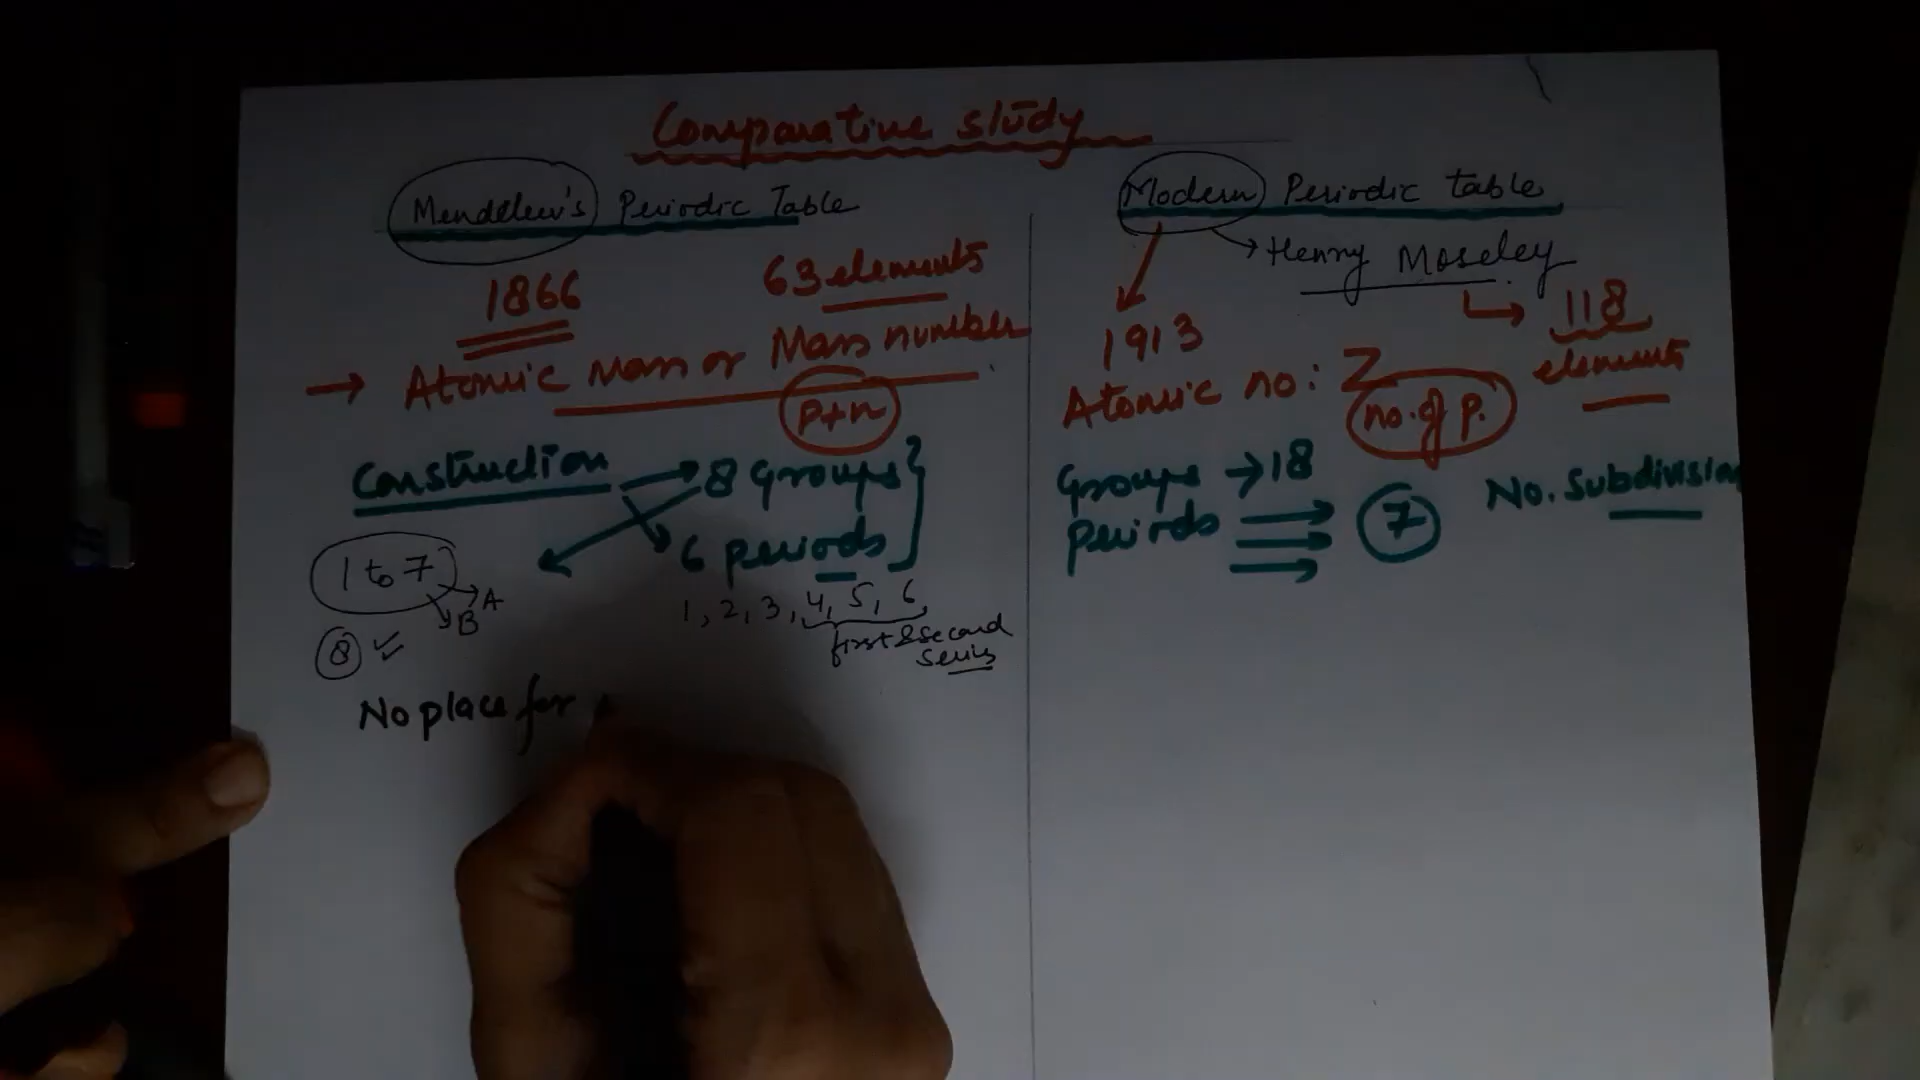 Comparative study
Mendeleev's Periodic Table
1866
63 elements
→ Atomic Mass or Mass number
p+n
Construction
8 Groups
6 periods
1 to 7
A
B
8 ✓
1, 2, 3, 4, 5, 6
first & second
series
No place for
Modern Periodic table
→ Henry Moseley
1913
118
elements
Atomic no: Z
no. of p.
Groups → 18
periods
7
No. Subdivision